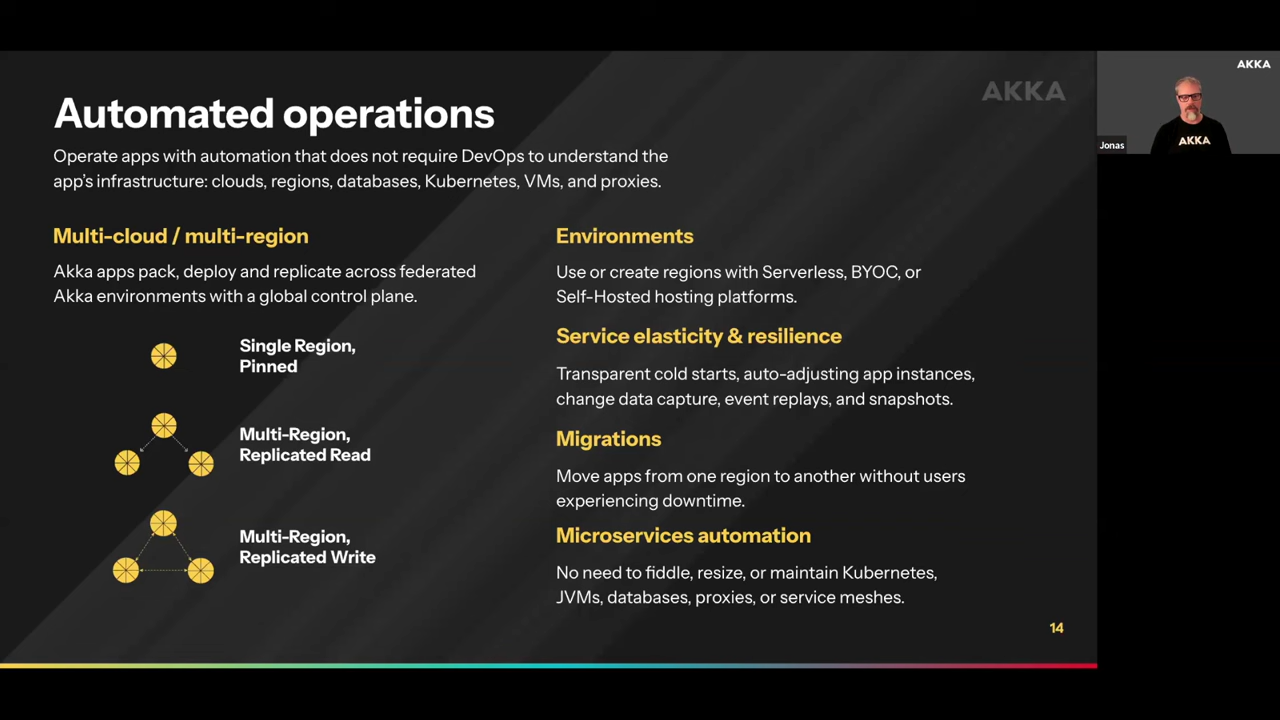 AKKA
Automated operations
Operate apps with automation that does not require DevOps to understand the
app's infrastructure: clouds, regions, databases, Kubernetes, VMs, and proxies.
Multi-cloud / multi-region
Akka apps pack, deploy and replicate across federated
Akka environments with a global control plane.
Single Region,
Pinned
Multi-Region,
Replicated Read
Multi-Region,
Replicated Write
Environments
Use or create regions with Serverless, BYOC, or
Self-Hosted hosting platforms.
Service elasticity & resilience
Transparent cold starts, auto-adjusting app instances,
change data capture, event replays, and snapshots.
Migrations
Move apps from one region to another without users
experiencing downtime.
Microservices automation
No need to fiddle, resize, or maintain Kubernetes,
JVMs, databases, proxies, or service meshes.
14
AKKA
AKKA
Jonas